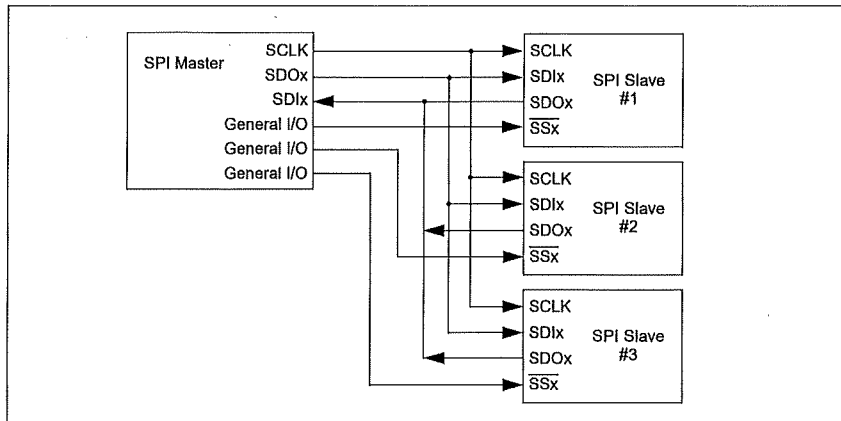 SPI Master
SCLK
SDOx
SDIx
General I/O
General I/O
General I/O
SCLK
SDIx
SDOx
SSx
SPI Slave
#1
SCLK
SDIx
SDOx
SSx
SPI Slave
#2
SCLK
SDIx
SDOx
SSx
SPI Slave
#3